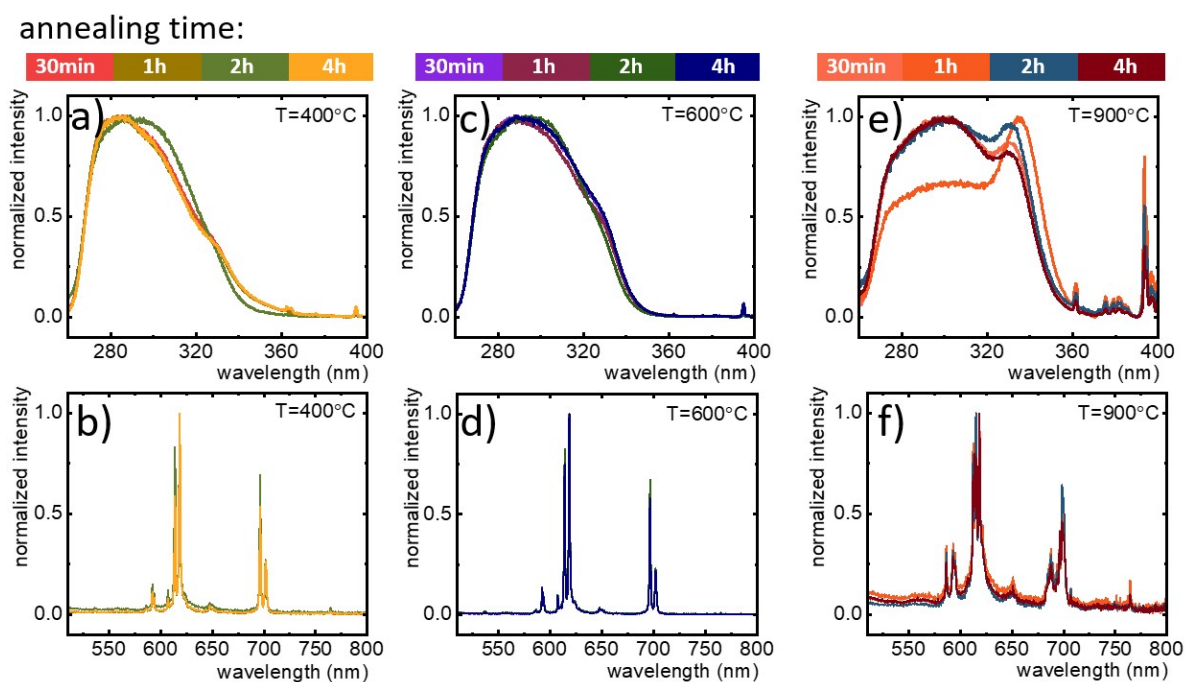 annealing time:
30min 1h 2h 4h
30min 1h 2h 4h
30min 1h 2h 4h
a)
T=400°C
normalized intensity
1.0
0.5
0.0
280 320 360 400
wavelength (nm)
c)
T=600°C
normalized intensity
1.0
0.5
0.0
280 320 360 400
wavelength (nm)
e)
T=900°C
normalized intensity
1.0
0.5
0.0
280 320 360 400
wavelength (nm)
b)
T=400°C
normalized intensity
1.0
0.5
0.0
550 600 650 700 750 800
wavelength (nm)
d)
T=600°C
normalized intensity
1.0
0.5
0.0
550 600 650 700 750 800
wavelength (nm)
f)
T=900°C
normalized intensity
1.0
0.5
0.0
550 600 650 700 750 800
wavelength (nm)